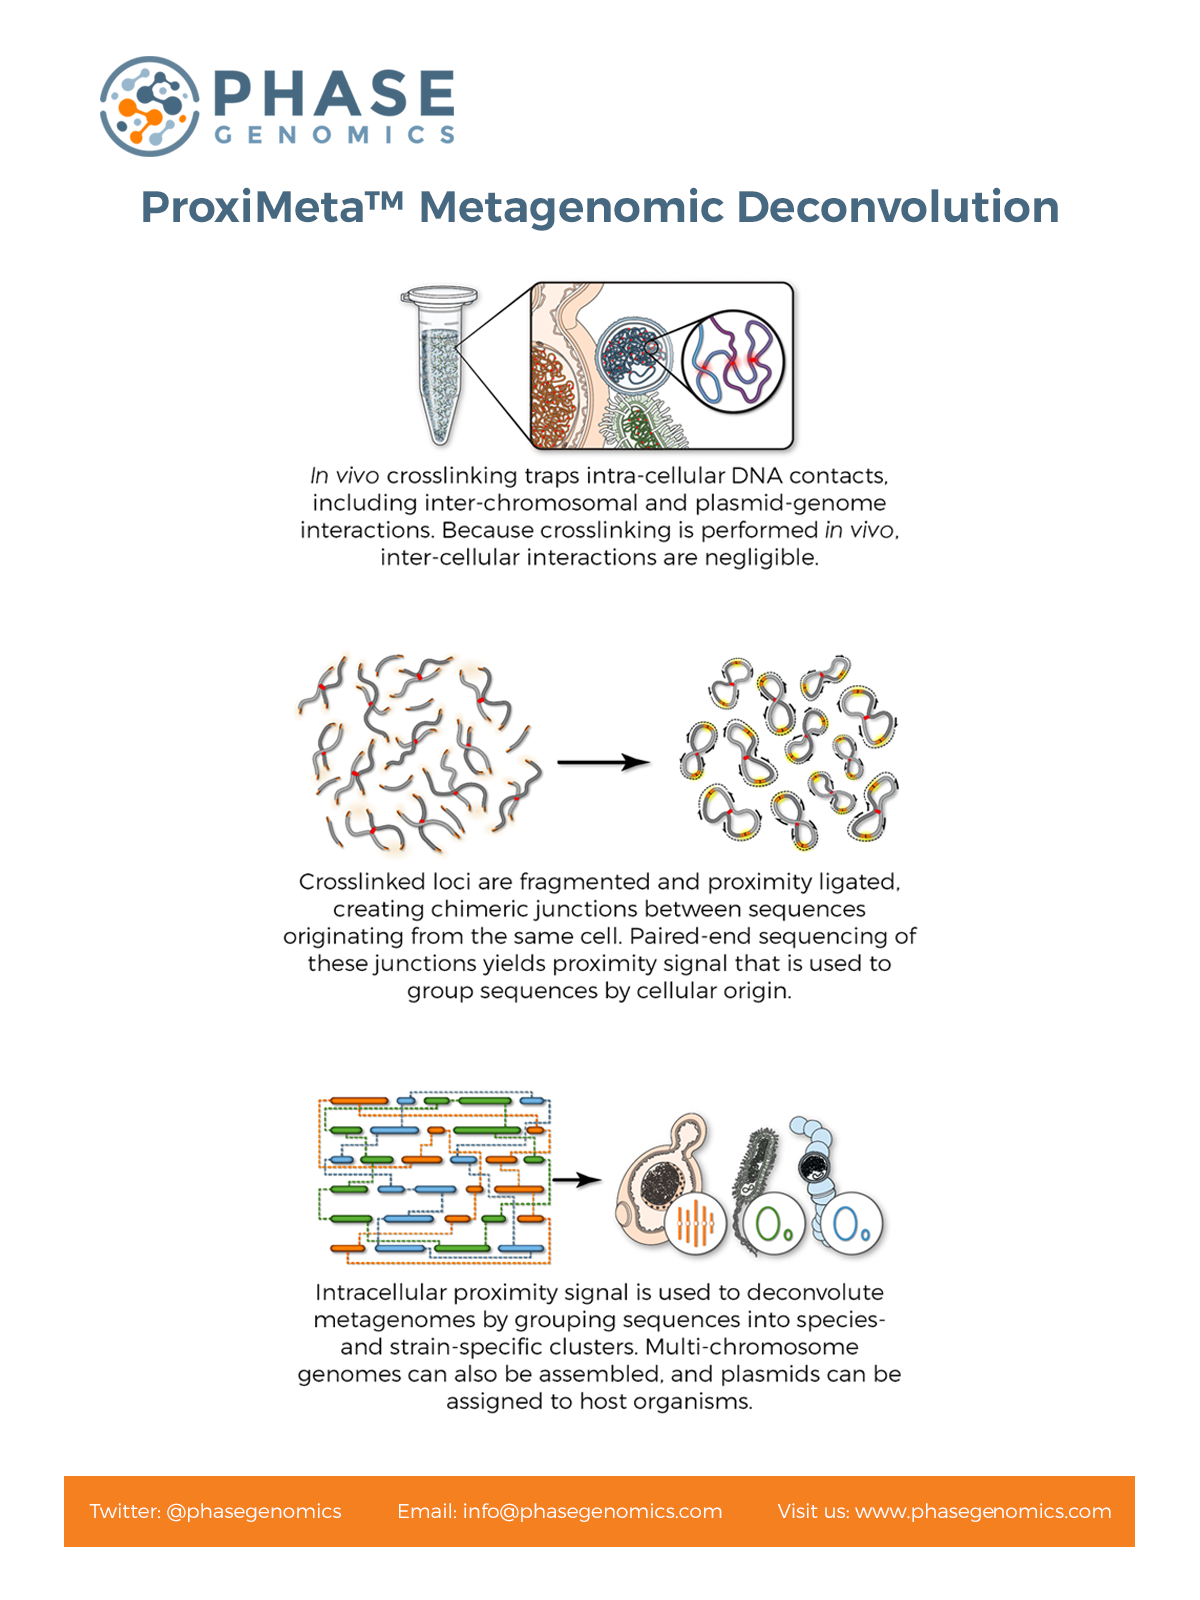 PHASE
GENOMICS
ProxiMeta™ Metagenomic Deconvolution
In vivo crosslinking traps intra-cellular DNA contacts,
including inter-chromosomal and plasmid-genome
interactions. Because crosslinking is performed in vivo,
inter-cellular interactions are negligible.
Crosslinked loci are fragmented and proximity ligated,
creating chimeric junctions between sequences
originating from the same cell. Paired-end sequencing of
these junctions yields proximity signal that is used to
group sequences by cellular origin.
Intracellular proximity signal is used to deconvolute
metagenomes by grouping sequences into species-
and strain-specific clusters. Multi-chromosome
genomes can also be assembled, and plasmids can be
assigned to host organisms.
Twitter: @phasegenomics Email: info@phasegenomics.com Visit us: www.phasegenomics.com